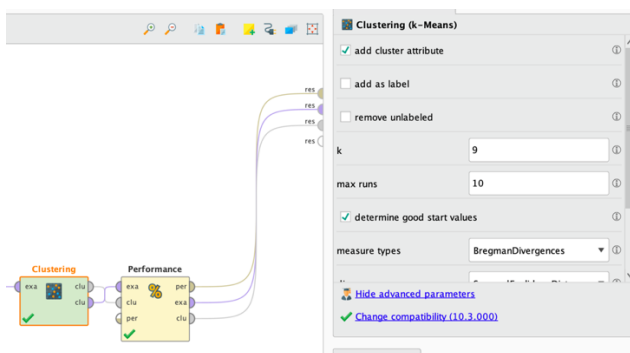 Clustering (k-Means)
add cluster attribute
add as label
remove unlabeled
k
9
max runs
10
determine good start values
measure types
BregmanDivergences
Hide advanced parameters
Change compatibility (10.3.000)
res
res
res
res
Clustering
exa
clu
clu
Performance
exa
%
per
clu
exa
per
clu